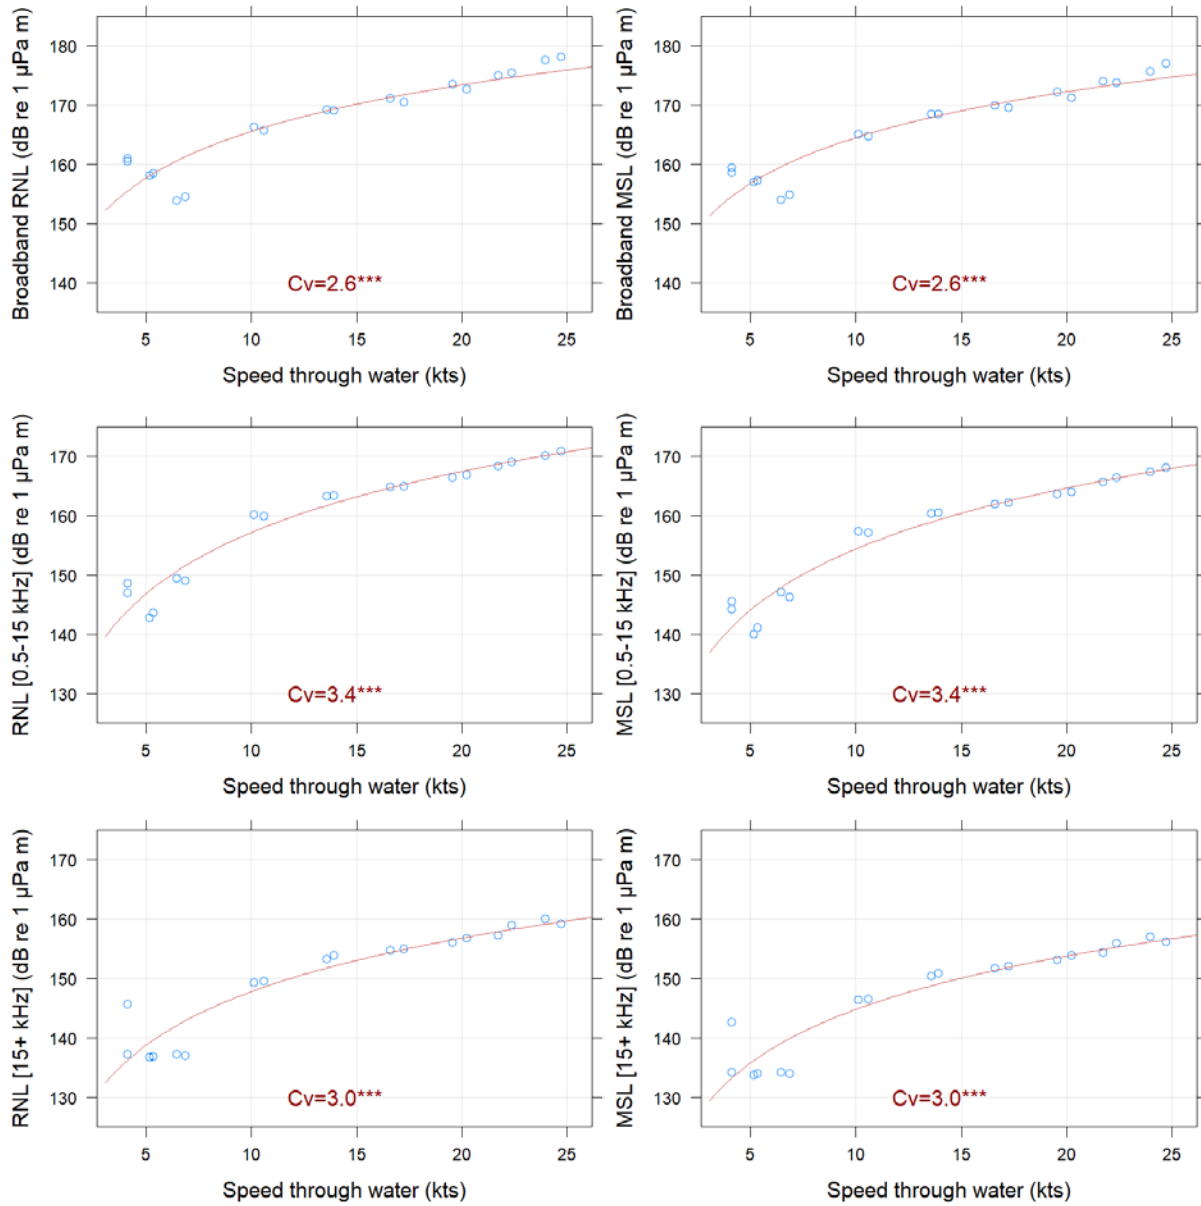 Broadband RNL (dB re 1 µPa m)
180
170
160
150
140
Cv=2.6***
5 10 15 20 25
Speed through water (kts)
Broadband MSL (dB re 1 µPa m)
180
170
160
150
140
Cv=2.6***
5 10 15 20 25
Speed through water (kts)
RNL [0.5-15 kHz] (dB re 1 µPa m)
170
160
150
140
130
Cv=3.4***
5 10 15 20 25
Speed through water (kts)
MSL [0.5-15 kHz] (dB re 1 µPa m)
170
160
150
140
130
Cv=3.4***
5 10 15 20 25
Speed through water (kts)
RNL [15+ kHz] (dB re 1 µPa m)
170
160
150
140
130
Cv=3.0***
5 10 15 20 25
Speed through water (kts)
MSL [15+ kHz] (dB re 1 µPa m)
170
160
150
140
130
Cv=3.0***
5 10 15 20 25
Speed through water (kts)